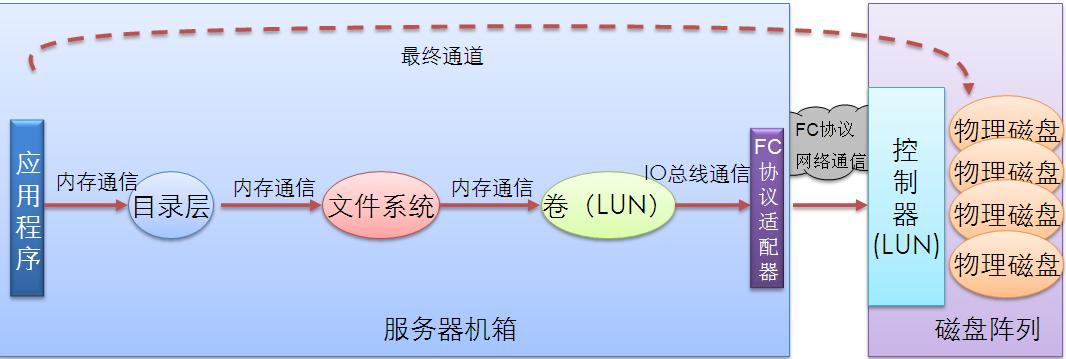 最终通道
应用程序
内存通信
目录层
内存通信
文件系统
内存通信
卷（LUN）
IO总线通信
FC
协议适配器
FC协议
网络通信
控制器
(LUN)
物理磁盘
物理磁盘
物理磁盘
物理磁盘
服务器机箱
磁盘阵列